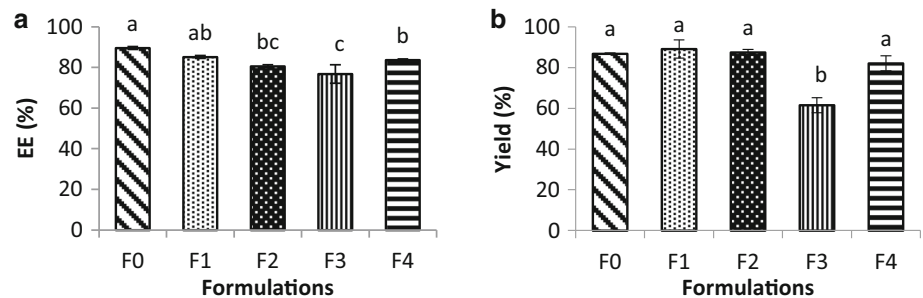 a
a ab bc c b
100
80
60
40
20
0
EE (%)
F0 F1 F2 F3 F4
Formulations
b
a a a b a
100
80
60
40
20
0
Yield (%)
F0 F1 F2 F3 F4
Formulations